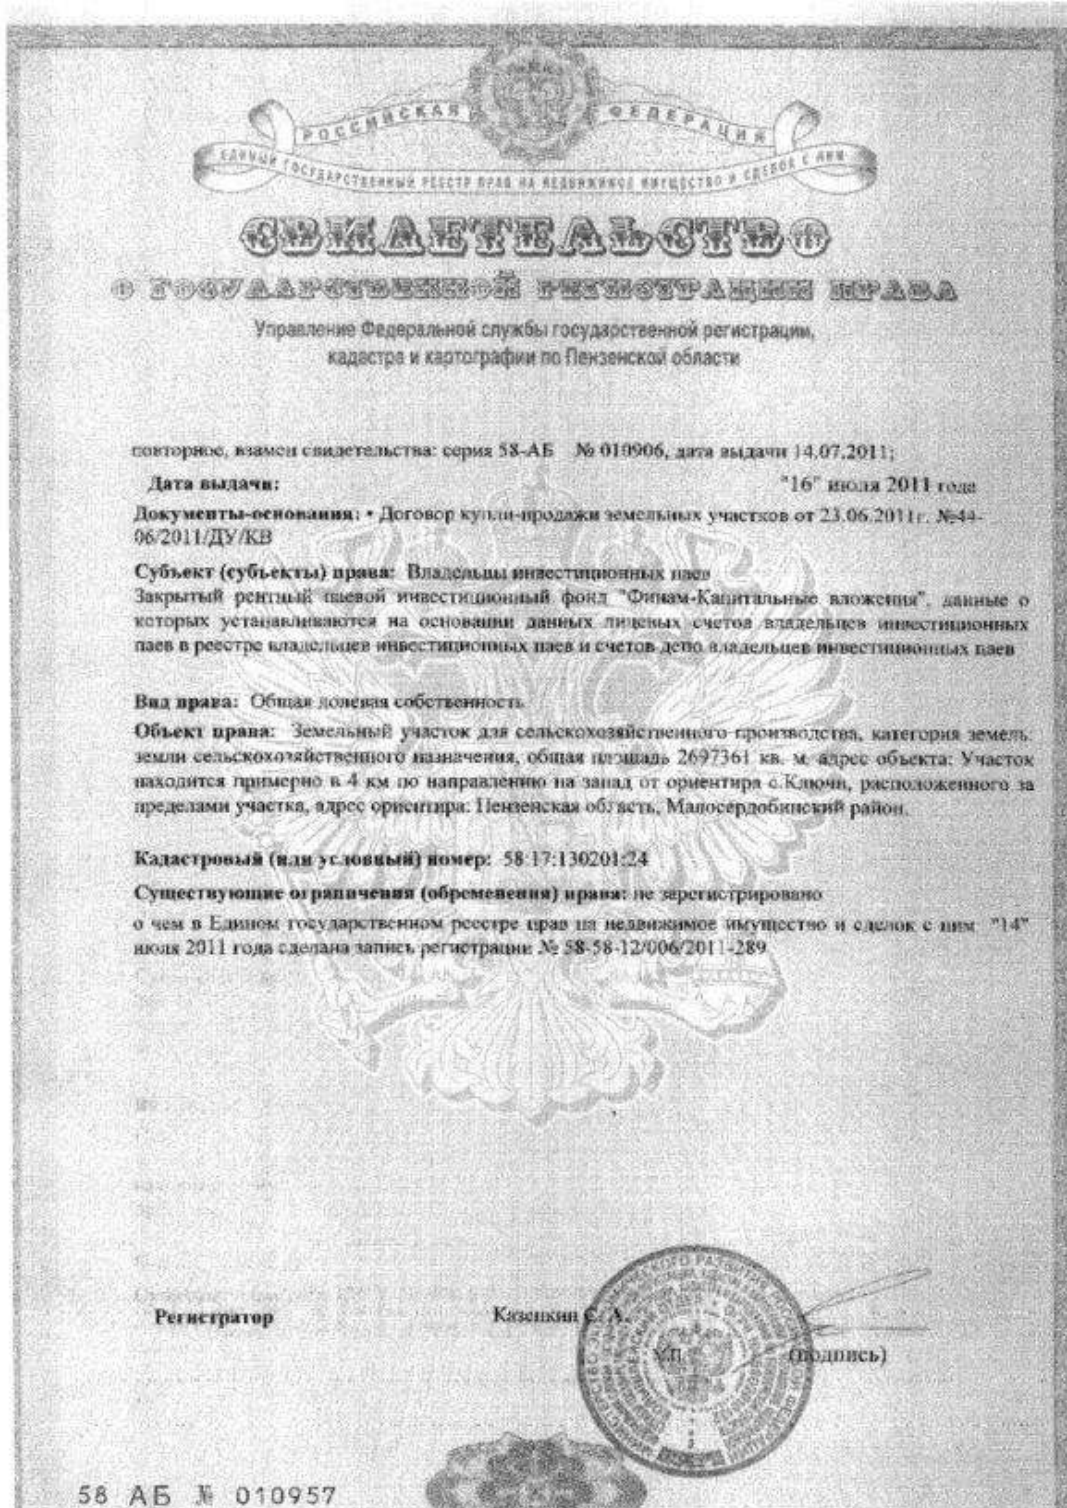 РОССИЙСКАЯ ФЕДЕРАЦИЯ
ЕДИНЫЙ ГОСУДАРСТВЕННЫЙ РЕЕСТР ПРАВ НА НЕДВИЖИМОЕ ИМУЩЕСТВО И СДЕЛОК С НИМ
СВИДЕТЕЛЬСТВО
О ГОСУДАРСТВЕННОЙ РЕГИСТРАЦИИ ПРАВА
Управление Федеральной службы государственной регистрации,
кадастра и картографии по Пензенской области
повторное, взамен свидетельства: серия 58-АБ № 010906, дата выдачи 14.07.2011;
Дата выдачи: "16" июля 2011 года
Документы-основания: • Договор купли-продажи земельных участков от 23.06.2011г. №44-
06/2011/ДУ/КВ
Субъект (субъекты) права: Владельцы инвестиционных паев
Закрытый рентный паевой инвестиционный фонд "Финам-Капитальные вложения", данные о
которых устанавливаются на основании данных лицевых счетов владельцев инвестиционных
паев в реестре владельцев инвестиционных паев и счетов депо владельцев инвестиционных паев
Вид права: Общая долевая собственность
Объект права: Земельный участок для сельскохозяйственного производства, категория земель:
земли сельскохозяйственного назначения, общая площадь 2697361 кв. м, адрес объекта: Участок
находится примерно в 4 км по направлению на запад от ориентира с.Ключи, расположенного за
пределами участка, адрес ориентира: Пензенская область, Малосердобинский район.
Кадастровый (или условный) номер: 58:17:130201:24
Существующие ограничения (обременения) права: не зарегистрировано
о чем в Едином государственном реестре прав на недвижимое имущество и сделок с ним "14"
июля 2011 года сделана запись регистрации № 58-58-12/006/2011-289
Регистратор Казенкин С. А.
М.П. (подпись)
58 АБ № 010957